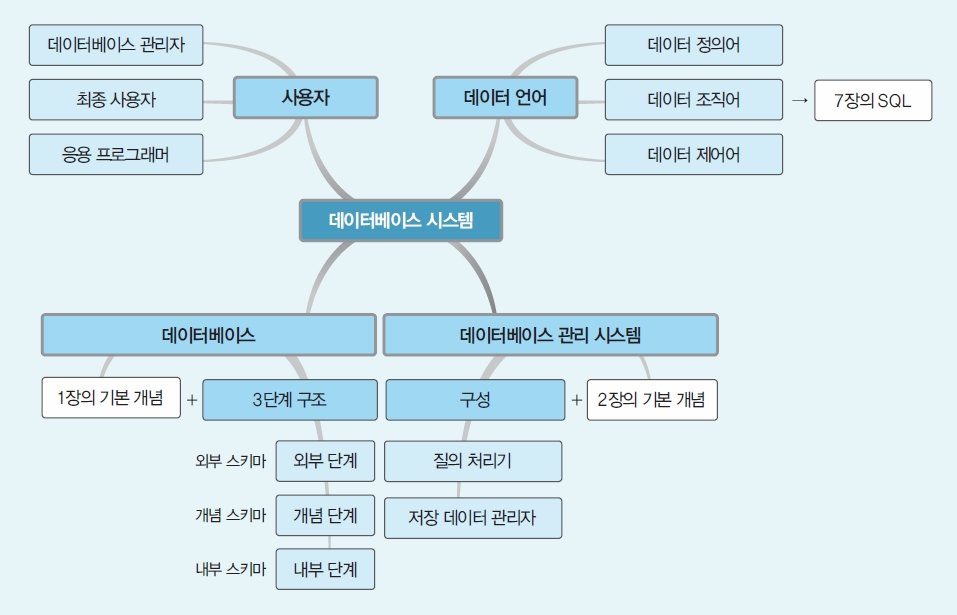 데이터베이스 관리자
최종 사용자
응용 프로그래머
사용자
데이터 언어
데이터 정의어
데이터 조직어
→
7장의 SQL
데이터 제어어
데이터베이스 시스템
데이터베이스
데이터베이스 관리 시스템
1장의 기본 개념
+
3단계 구조
구성
+
2장의 기본 개념
외부 스키마
외부 단계
개념 스키마
개념 단계
내부 스키마
내부 단계
질의 처리기
저장 데이터 관리자